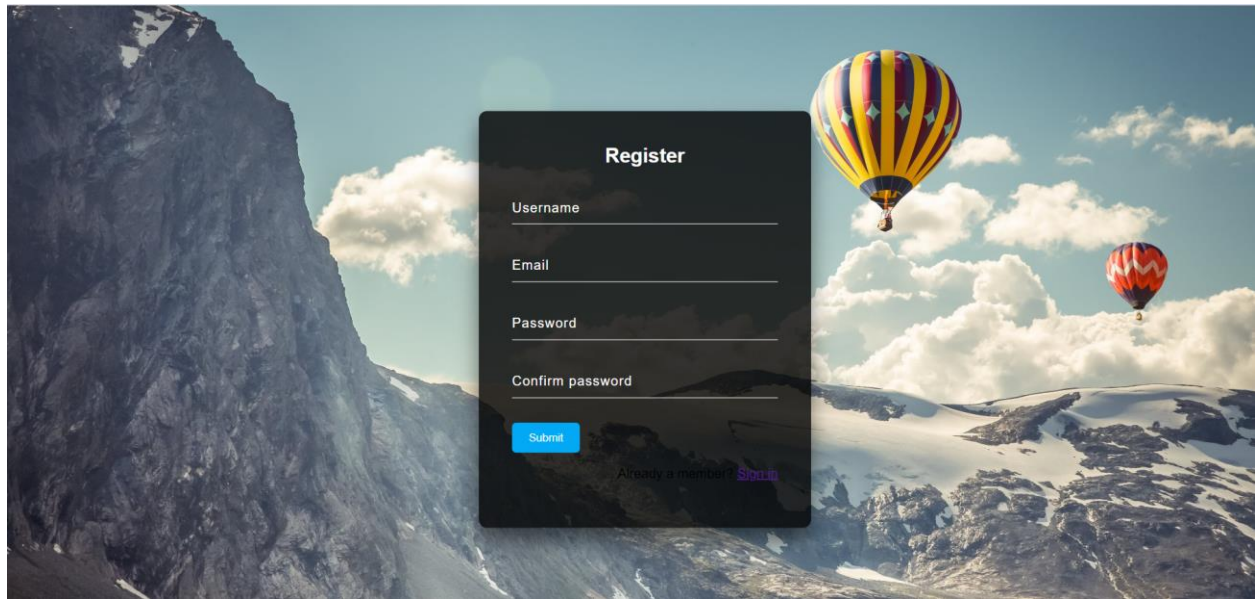 Register
Username
Email
Password
Confirm password
Submit
Already a member? Sign in